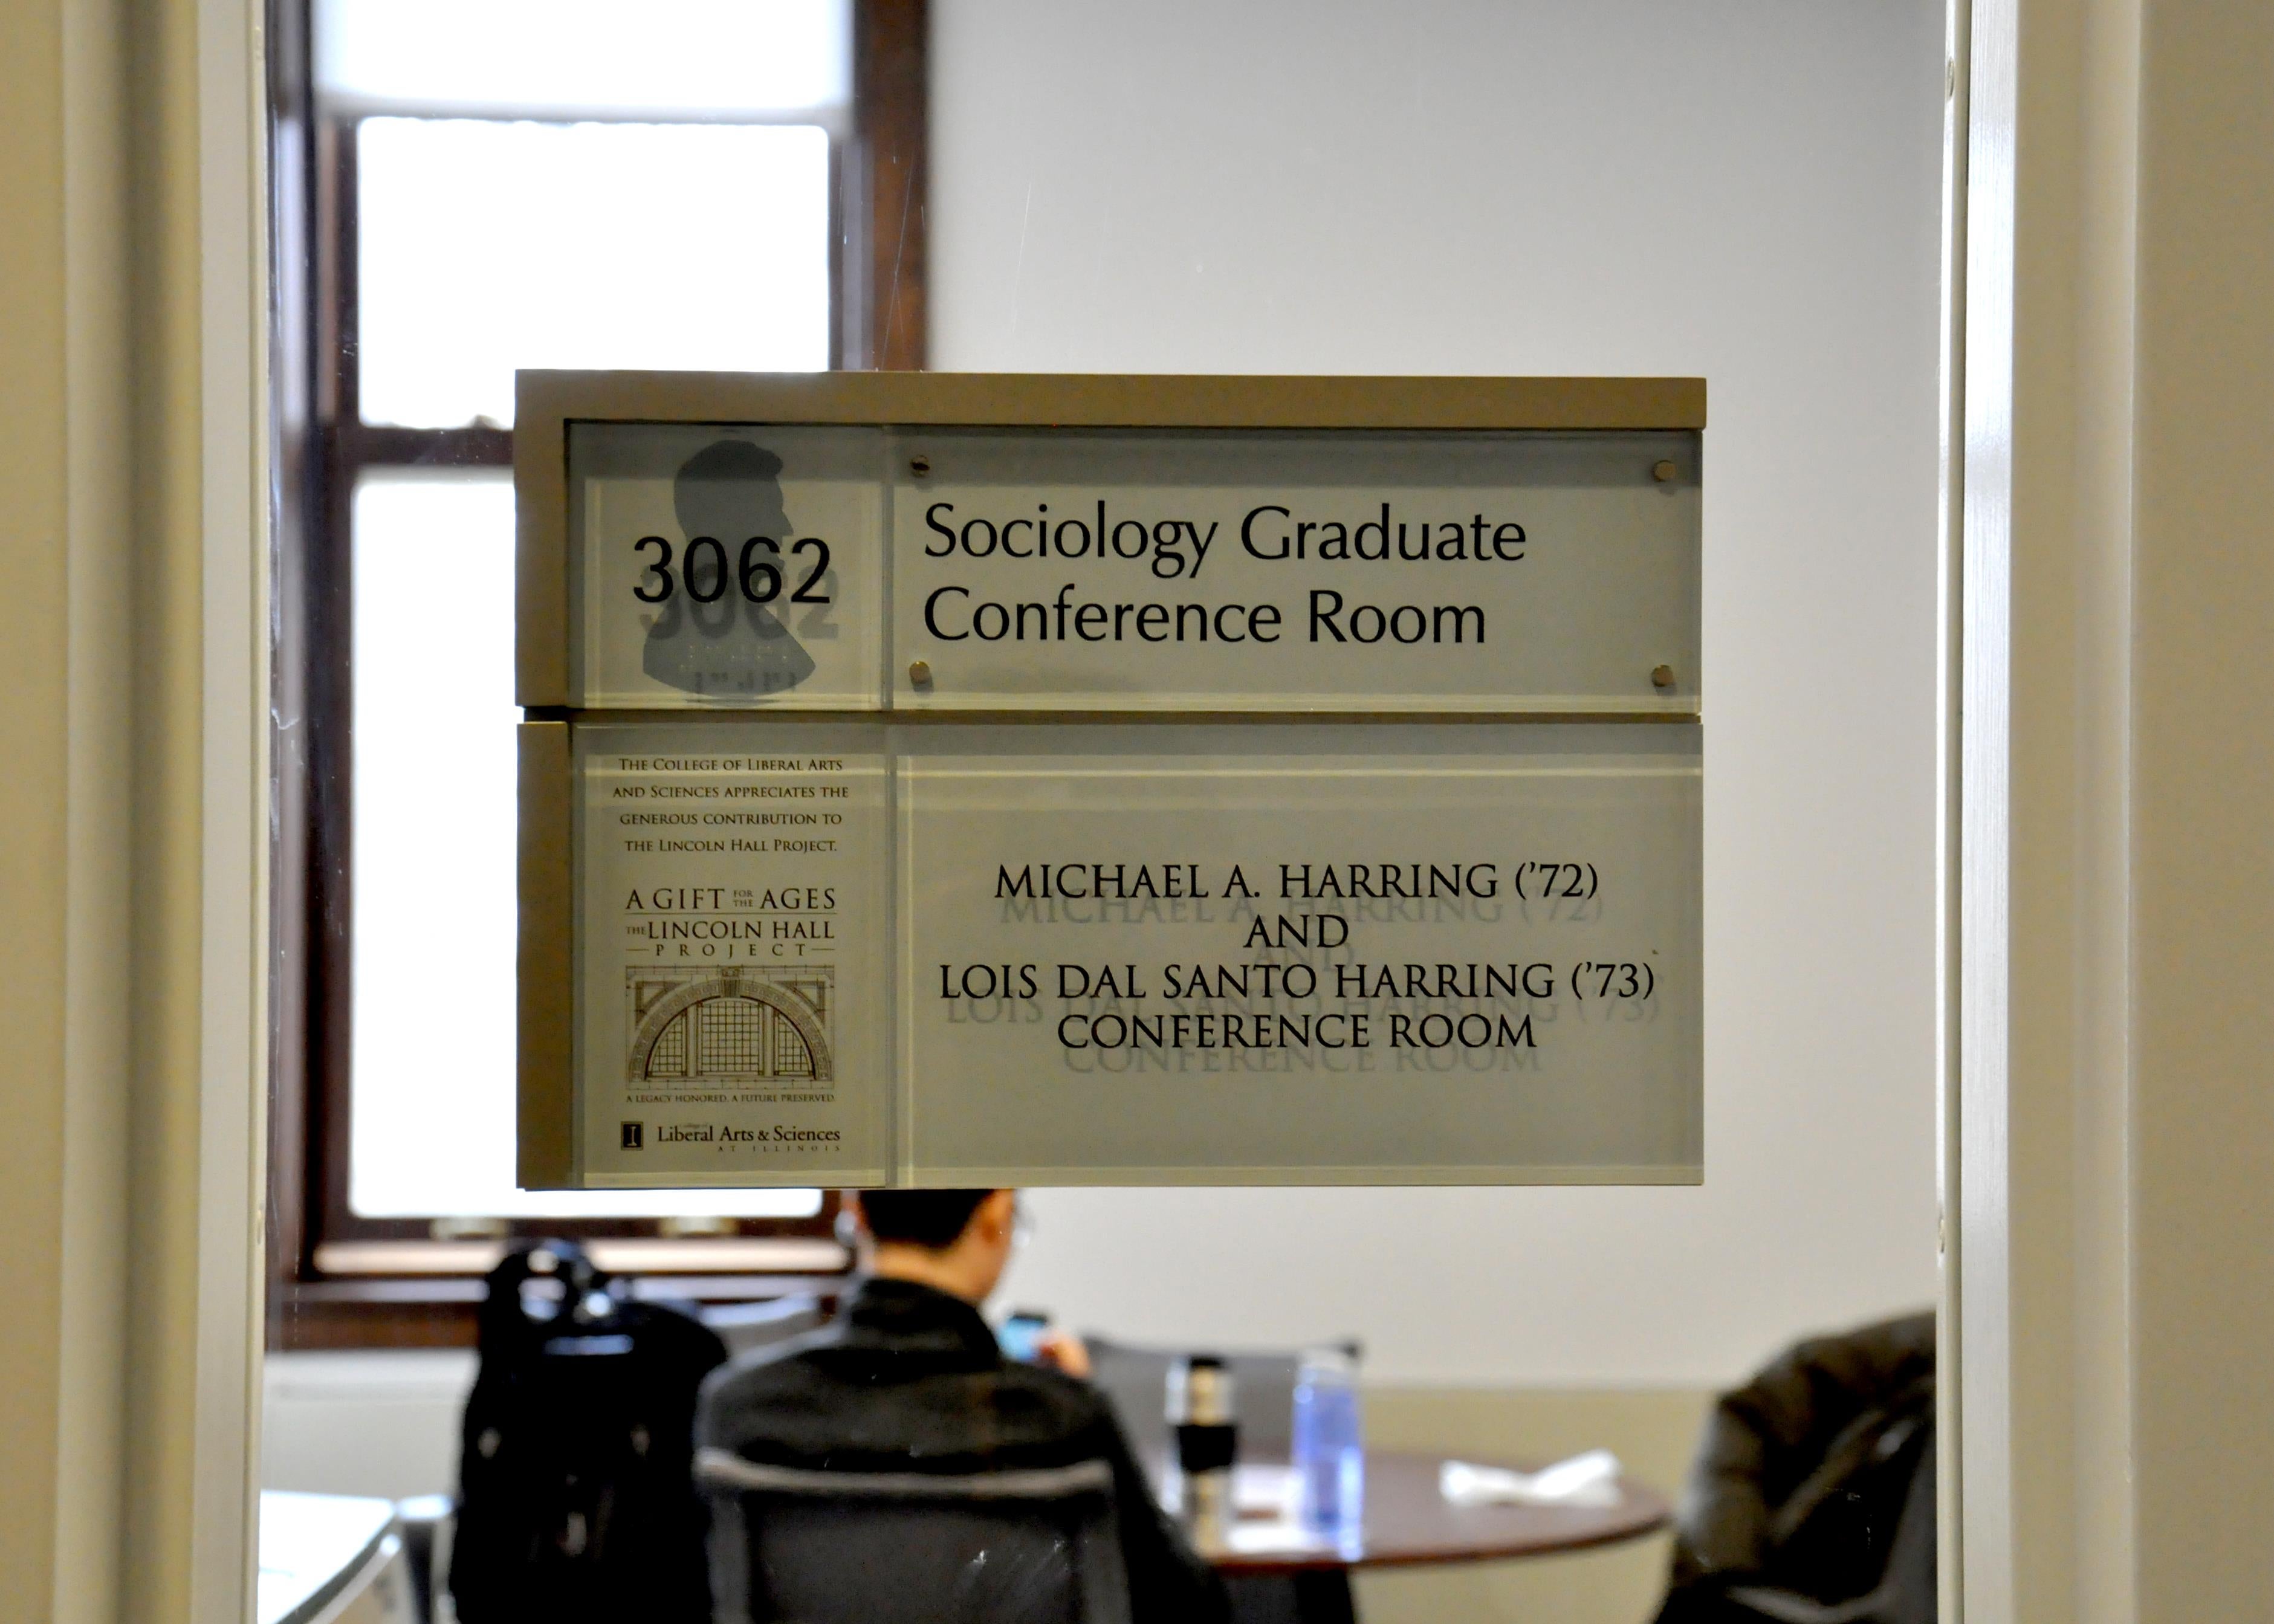 3062
Sociology Graduate
Conference Room
THE COLLEGE OF LIBERAL ARTS
AND SCIENCES APPRECIATES THE
GENEROUS CONTRIBUTION TO
THE LINCOLN HALL PROJECT.
A GIFT FOR THE AGES
THE LINCOLN HALL
PROJECT
A LEGACY HONORED. A FUTURE PRESERVED.
I Liberal Arts & Sciences
AT ILLINOIS
MICHAEL A. HARRING ('72)
AND
LOIS DAL SANTO HARRING ('73)
CONFERENCE ROOM